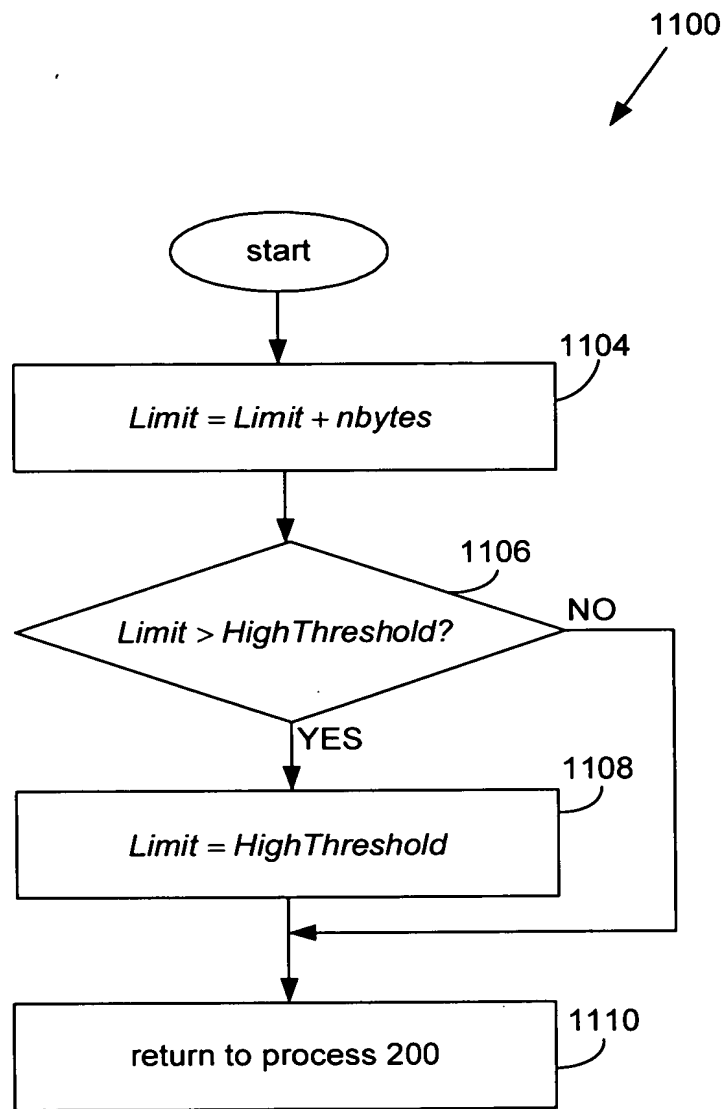 1100
start
1104
Limit = Limit + nbytes
1106
Limit > HighThreshold?
NO
YES
1108
Limit = HighThreshold
1110
return to process 200